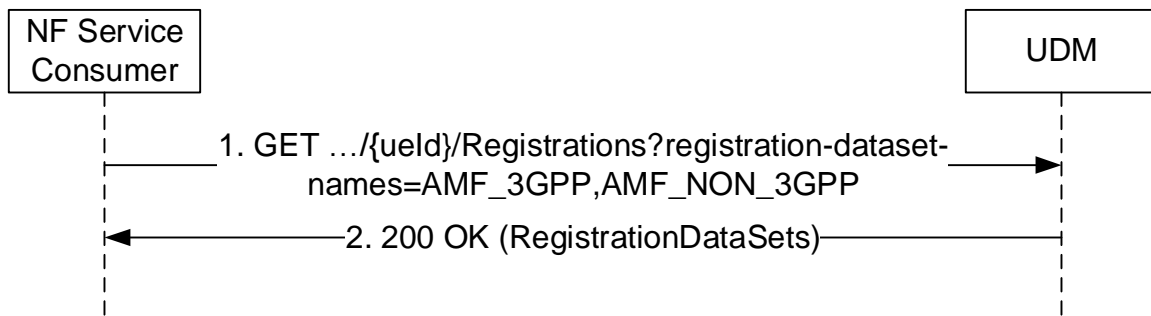 NF Service
Consumer
UDM
1. GET …/{ueId}/Registrations?registration-dataset-
names=AMF_3GPP,AMF_NON_3GPP
2. 200 OK (RegistrationDataSets)